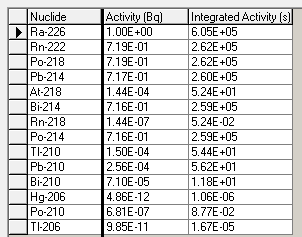 Nuclide Activity (Bq) Integrated Activity (s)
Ra-226 1.00E+00 6.05E+05
Rn-222 7.19E-01 2.62E+05
Po-218 7.19E-01 2.62E+05
Pb-214 7.17E-01 2.60E+05
At-218 1.44E-04 5.24E+01
Bi-214 7.16E-01 2.59E+05
Rn-218 1.44E-07 5.24E-02
Po-214 7.16E-01 2.59E+05
Tl-210 1.50E-04 5.44E+01
Pb-210 2.56E-04 5.62E+01
Bi-210 7.10E-05 1.18E+01
Hg-206 4.86E-12 1.06E-06
Po-210 6.81E-07 8.77E-02
Tl-206 9.85E-11 1.67E-05